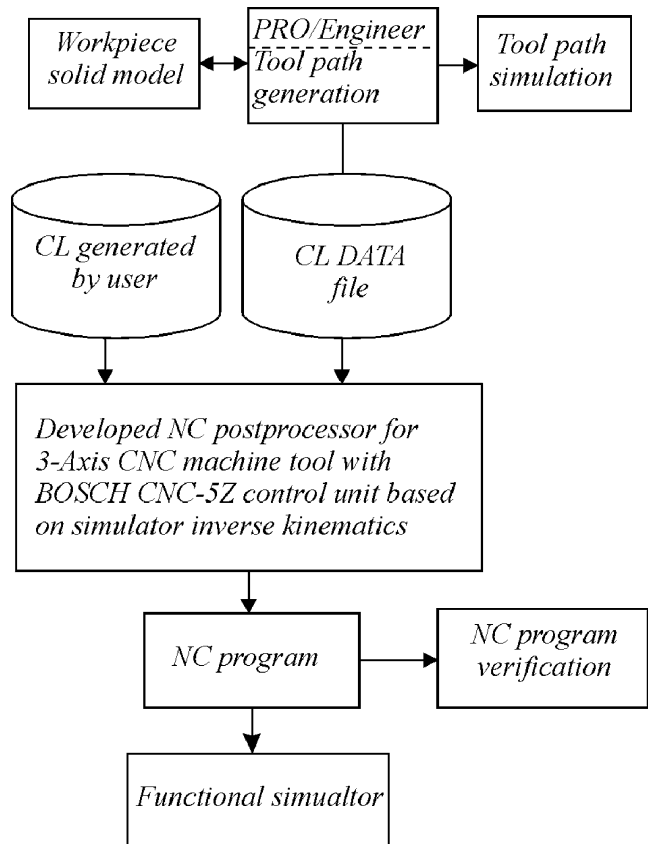 Workpiece
solid model
PRO/Engineer
Tool path
generation
Tool path
simulation
CL generated
by user
CL DATA
file
Developed NC postprocessor for
3-Axis CNC machine tool with
BOSCH CNC-5Z control unit based
on simulator inverse kinematics
NC program
NC program
verification
Functional simualtor